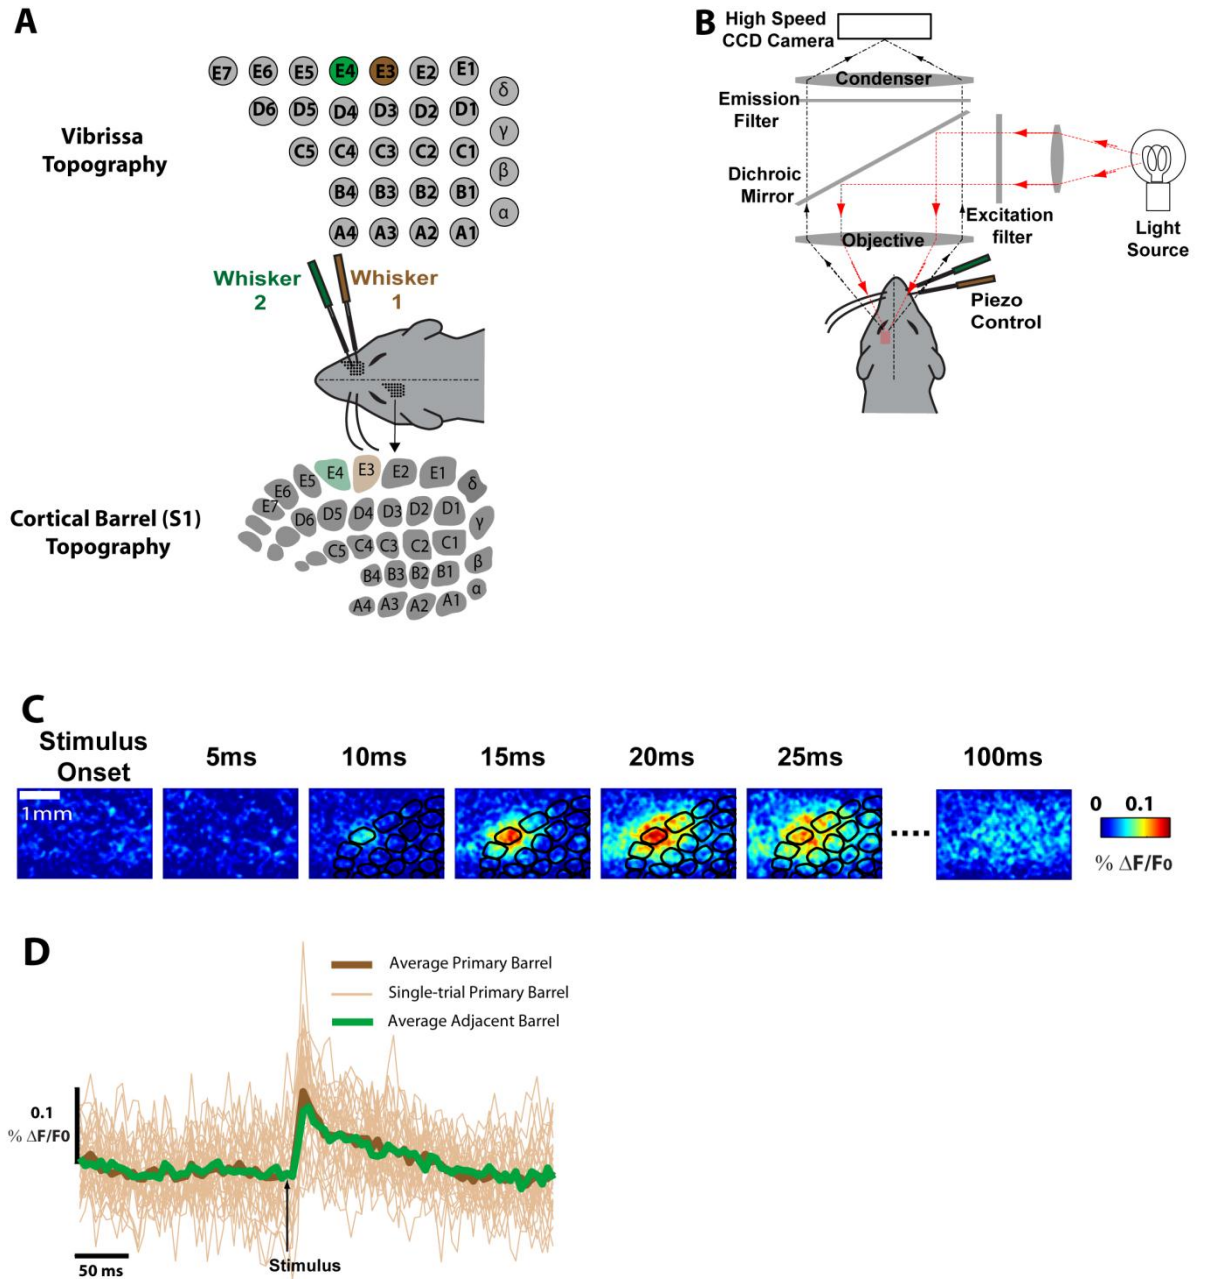 A
E7 E6 E5 E4 E3 E2 E1
δ
D6 D5 D4 D3 D2 D1
γ
C5 C4 C3 C2 C1
β
B4 B3 B2 B1
α
A4 A3 A2 A1
Vibrissa
Topography
Whisker
2
Whisker
1
E7 E6 E5 E4 E3 E2 E1
δ
D6 D5 D4 D3 D2 D1
γ
C5 C4 C3 C2 C1
β
B4 B3 B2 B1
α
A4 A3 A2 A1
Cortical Barrel (S1)
Topography
B
High Speed
CCD Camera
Condenser
Emission
Filter
Dichroic
Mirror
Excitation
filter
Light
Source
Objective
Piezo
Control
C
Stimulus
Onset
5ms
10ms
15ms
20ms
25ms
100ms
1mm
0 0.1
% ΔF/F0
D
Average Primary Barrel
Single-trial Primary Barrel
Average Adjacent Barrel
0.1
% ΔF/F0
Stimulus
50 ms